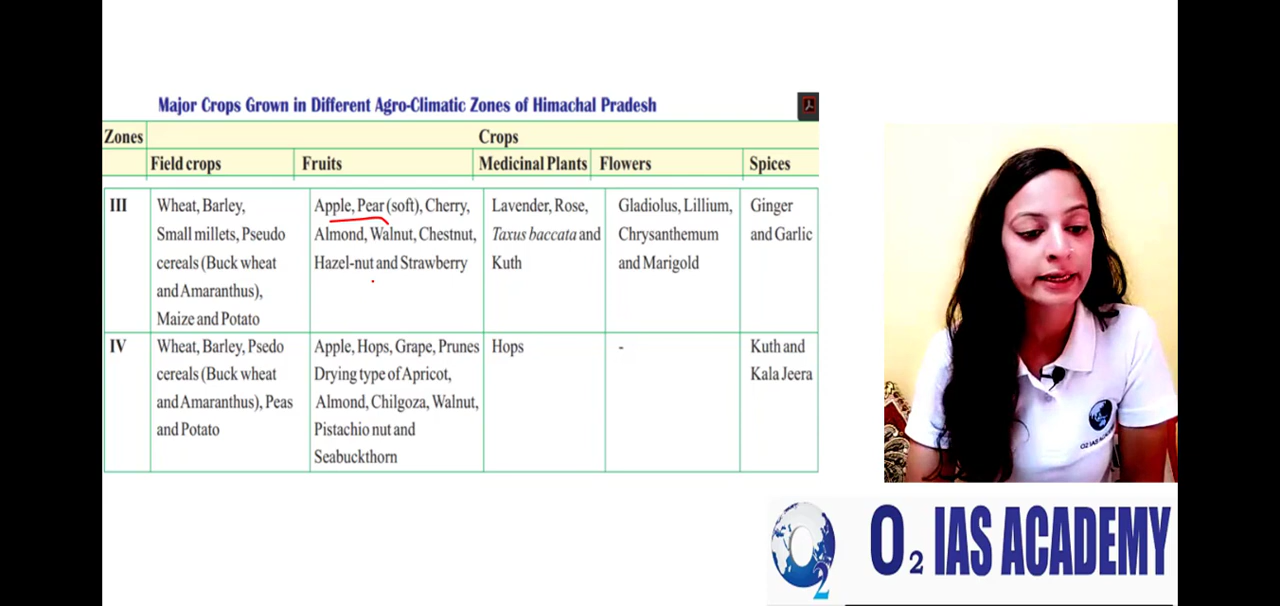 Major Crops Grown in Different Agro-Climatic Zones of Himachal Pradesh
Zones Crops
Field crops Fruits Medicinal Plants Flowers Spices
III Wheat, Barley, Apple, Pear (soft), Cherry, Lavender, Rose, Gladiolus, Lillium, Ginger
Small millets, Pseudo Almond, Walnut, Chestnut, Taxus baccata and Chrysanthemum and Garlic
cereals (Buck wheat Hazel-nut and Strawberry Kuth and Marigold
and Amaranthus),
Maize and Potato
IV Wheat, Barley, Psedo Apple, Hops, Grape, Prunes Hops - Kuth and
cereals (Buck wheat Drying type of Apricot, Kala Jeera
and Amaranthus), Peas Almond, Chilgoza, Walnut,
and Potato Pistachio nut and
Seabuckthorn
O2 IAS ACADEMY
O2
O2 IAS ACADEMY